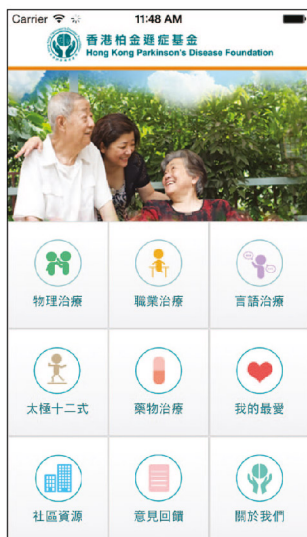 Carrier 11:48 AM
香港柏金遜症基金
Hong Kong Parkinson's Disease Foundation
物理治療 職業治療 言語治療
太極十二式 藥物治療 我的最愛
社區資源 意見回饋 關於我們